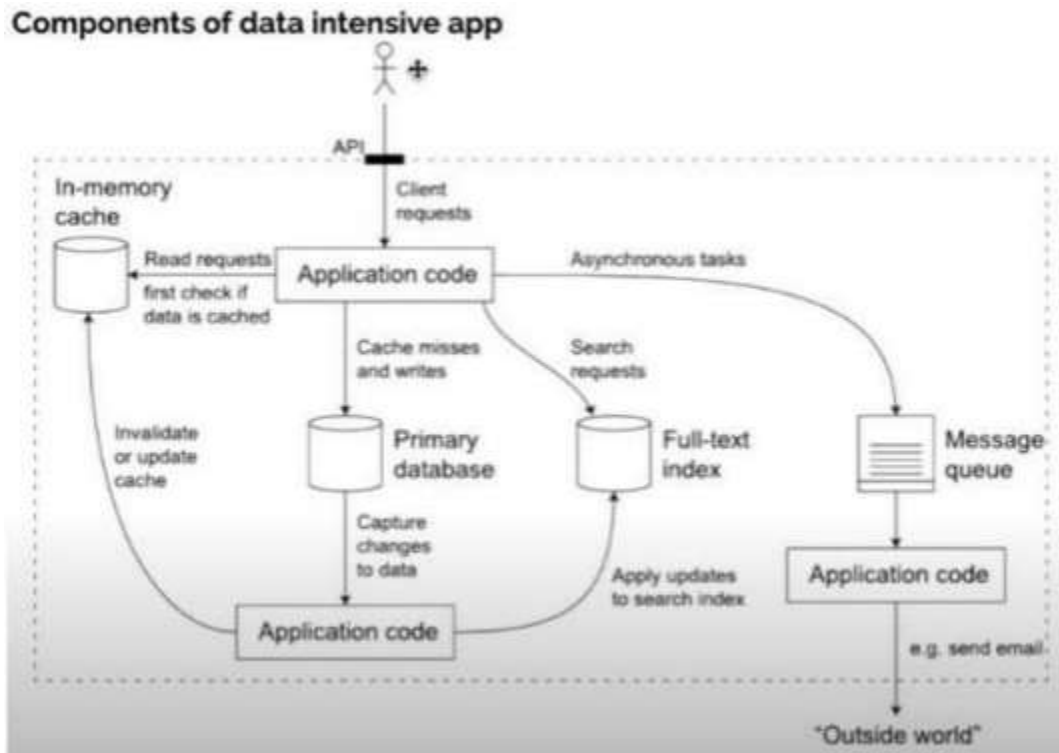 Components of data intensive app
API
Client
requests
In-memory
cache
Read requests
first check if
data is cached
Application code
Asynchronous tasks
Cache misses
and writes
Search
requests
Invalidate
or update
cache
Primary
database
Full-text
index
Message
queue
Capture
changes
to data
Apply updates
to search index
Application code
Application code
e.g. send email
"Outside world"